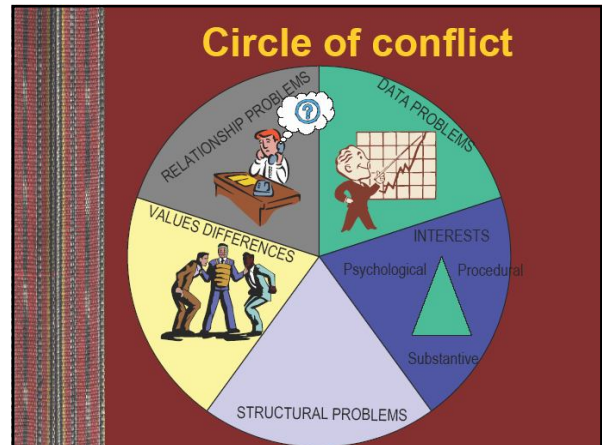 Circle of conflict
RELATIONSHIP PROBLEMS
?
DATA PROBLEMS
VALUES DIFFERENCES
INTERESTS
Psychological Procedural
Substantive
STRUCTURAL PROBLEMS